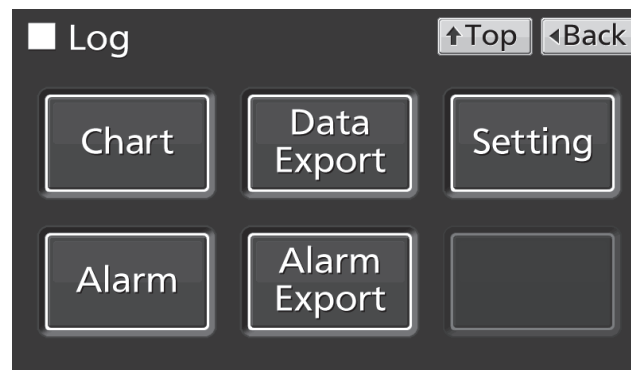 Log
↑Top
◂Back
Chart
Data
Export
Setting
Alarm
Alarm
Export